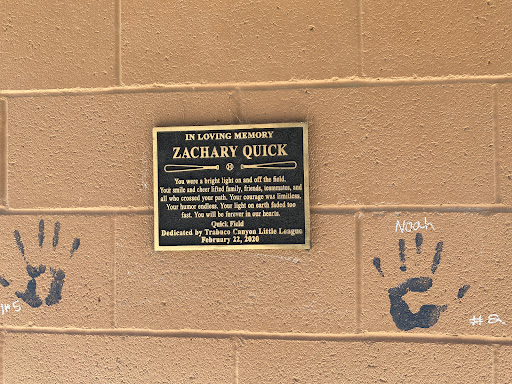 IN LOVING MEMORY
ZACHARY QUICK
You were a bright light on and off the field.
Your smile and cheer lifted family, friends, teammates, and
all who crossed your path. Your courage was limitless.
Your humor endless. Your light on earth faded too
fast. You will be forever in our hearts.
Quick Field
Dedicated by Trabuco Canyon Little League
February 22, 2020
Noah